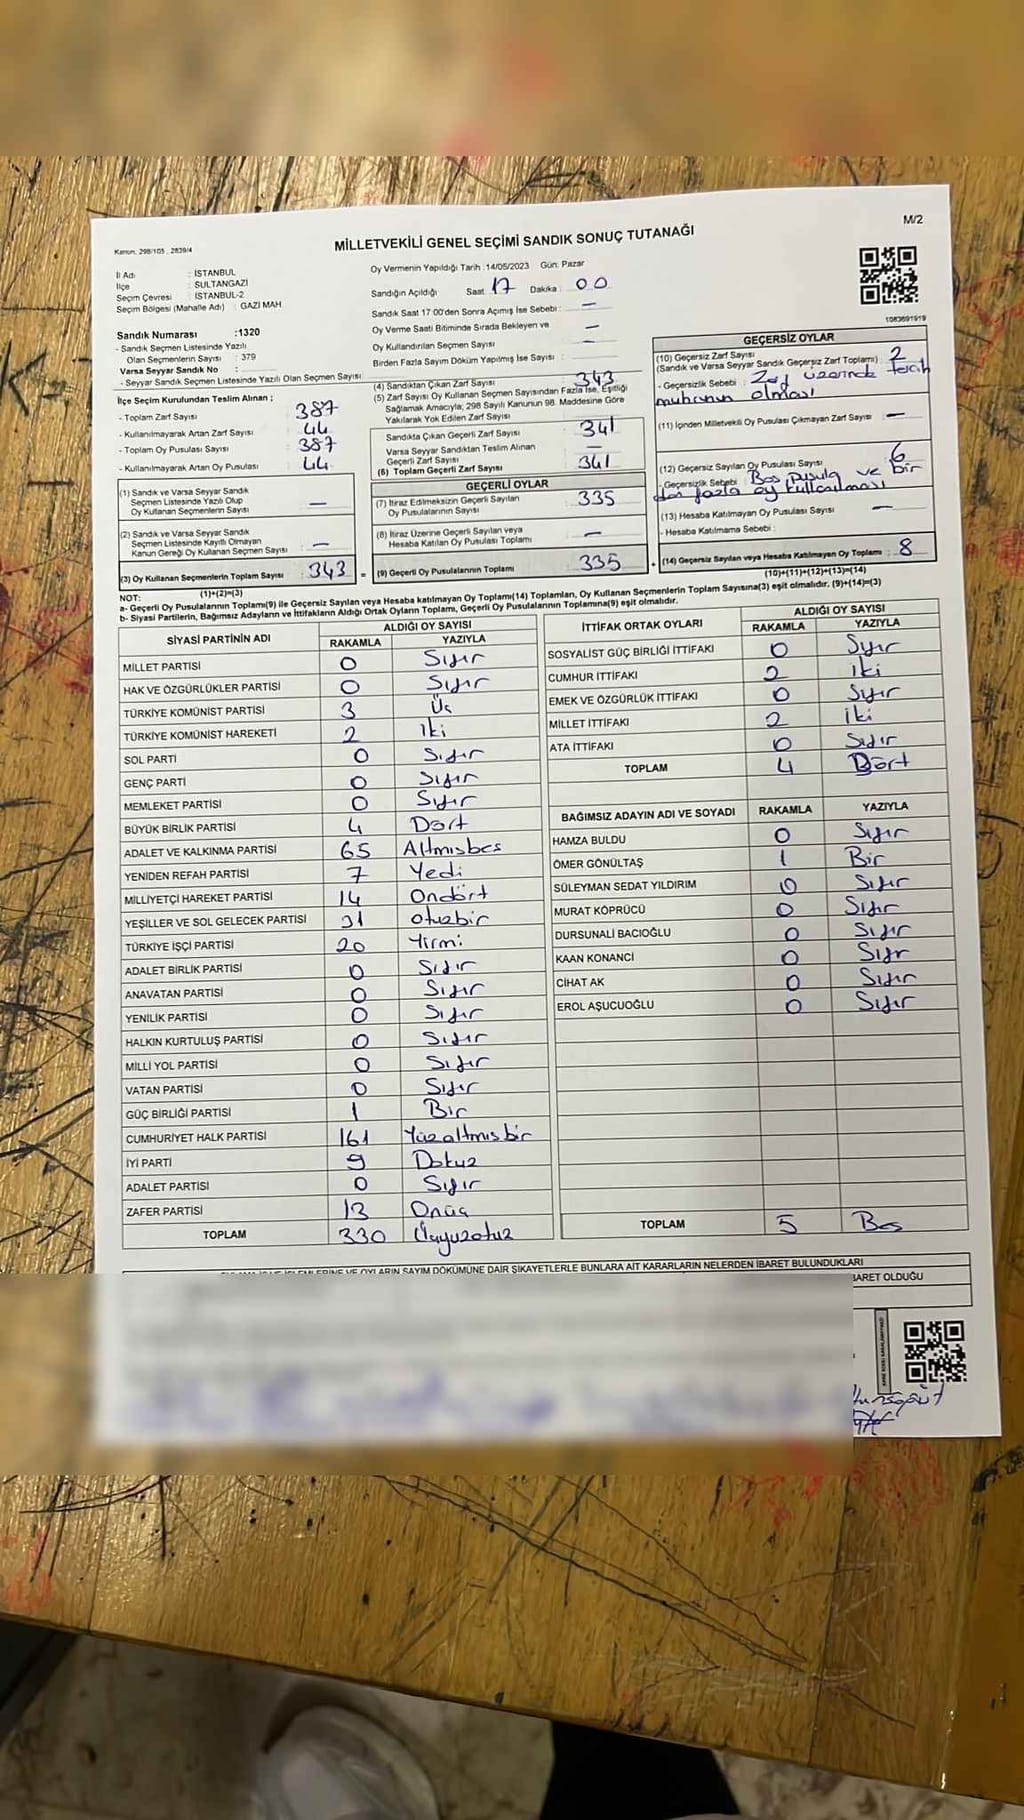 M/2
Kanun: 298/105 , 2839/4
MİLLETVEKİLİ GENEL SEÇİMİ SANDIK SONUÇ TUTANAĞI
İl Adı : İSTANBUL
İlçe : SULTANGAZİ
Seçim Çevresi : İSTANBUL-2
Seçim Bölgesi (Mahalle Adı) : GAZİ MAH
Oy Vermenin Yapıldığı Tarih :14/05/2023 Gün: Pazar
Sandığın Açıldığı Saat: 17 Dakika : 00
Sandık Saat 17:00'den Sonra Açımış İse Sebebi : —
Oy Verme Saati Bitiminde Sırada Bekleyen ve
Oy Kullandırılan Seçmen Sayısı : —
Birden Fazla Sayım Döküm Yapılmış İse Sayısı :
1083691919
Sandık Numarası :1320
- Sandık Seçmen Listesinde Yazılı
Olan Seçmenlerin Sayısı : 379
Varsa Seyyar Sandık No :
- Seyyar Sandık Seçmen Listesinde Yazılı Olan Seçmen Sayısı:
İlçe Seçim Kurulundan Teslim Alınan ;
- Toplam Zarf Sayısı : 387
- Kullanılmayarak Artan Zarf Sayısı : 44
- Toplam Oy Pusulası Sayısı : 387
- Kullanılmayarak Artan Oy Pusulası : 44
(1) Sandık ve Varsa Seyyar Sandık
Seçmen Listesinde Yazılı Olup
Oy Kullanan Seçmenlerin Sayısı : —
(2) Sandık ve Varsa Seyyar Sandık
Seçmen Listesinde Kayıtlı Olmayan
Kanun Gereği Oy Kullanan Seçmen Sayısı : —
(3) Oy Kullanan Seçmenlerin Toplam Sayısı : 343
(1)+(2)=(3)
(4) Sandıktan Çıkan Zarf Sayısı : 343
(5) Zarf Sayısı Oy Kullanan Seçmen Sayısından Fazla İse, Eşitliği
Sağlamak Amacıyla; 298 Sayılı Kanunun 98. Maddesine Göre
Yakılarak Yok Edilen Zarf Sayısı :
Sandıkta Çıkan Geçerli Zarf Sayısı : 341
Varsa Seyyar Sandıktan Teslim Alınan
Geçerli Zarf Sayısı : —
(6) Toplam Geçerli Zarf Sayısı : 341
GEÇERLİ OYLAR
(7) İtiraz Edilmeksizin Geçerli Sayılan
Oy Pusulalarının Sayısı : 335
(8) İtiraz Üzerine Geçerli Sayılan veya
Hesaba Katılan Oy Pusulası Toplamı : —
= (9) Geçerli Oy Pusulalarının Toplamı : 335
GEÇERSİZ OYLAR
(10) Geçersiz Zarf Sayısı
(Sandık ve Varsa Seyyar Sandık Geçersiz Zarf Toplamı) : 2
- Geçersizlik Sebebi : Zarf üzerinde tercih
muhurun olması
(11) İçinden Milletvekili Oy Pusulası Çıkmayan Zarf Sayısı : —
(12) Geçersiz Sayılan Oy Pusulası Sayısı : 6
- Geçersizlik Sebebi : Bos pusula ve bir
den fazla oy kullanılması
(13) Hesaba Katılmayan Oy Pusulası Sayısı : —
- Hesaba Katılmama Sebebi :
+ (14) Geçersiz Sayılan veya Hesaba Katılmayan Oy Toplamı : 8
(10)+(11)+(12)+(13)=(14)
NOT:
a- Geçerli Oy Pusulalarının Toplamı(9) ile Geçersiz Sayılan veya Hesaba katılmayan Oy Toplamı(14) Toplamları, Oy Kullanan Seçmenlerin Toplam Sayısına(3) eşit olmalıdır. (9)+(14)=(3)
b- Siyasi Partilerin, Bağımsız Adayların ve İttifakların Aldığı Ortak Oyların Toplamı, Geçerli Oy Pusulalarının Toplamına(9) eşit olmalıdır.
SİYASİ PARTİNİN ADI ALDIĞI OY SAYISI
RAKAMLA YAZIYLA
MİLLET PARTİSİ 0 Sıfır
HAK VE ÖZGÜRLÜKLER PARTİSİ 0 Sıfır
TÜRKİYE KOMÜNİST PARTİSİ 3 Üç
TÜRKİYE KOMÜNİST HAREKETİ 2 İki
SOL PARTİ 0 Sıfır
GENÇ PARTİ 0 Sıfır
MEMLEKET PARTİSİ 0 Sıfır
BÜYÜK BİRLİK PARTİSİ 4 Dört
ADALET VE KALKINMA PARTİSİ 65 Altmısbes
YENİDEN REFAH PARTİSİ 7 Yedi
MİLLİYETÇİ HAREKET PARTİSİ 14 Ondört
YEŞİLLER VE SOL GELECEK PARTİSİ 31 otuzbir
TÜRKİYE İŞÇİ PARTİSİ 20 Yirmi
ADALET BİRLİK PARTİSİ 0 Sıfır
ANAVATAN PARTİSİ 0 Sıfır
YENİLİK PARTİSİ 0 Sıfır
HALKIN KURTULUŞ PARTİSİ 0 Sıfır
MİLLİ YOL PARTİSİ 0 Sıfır
VATAN PARTİSİ 0 Sıfır
GÜÇ BİRLİĞİ PARTİSİ 1 Bir
CUMHURİYET HALK PARTİSİ 161 Yüzaltmısbir
İYİ PARTİ 9 Dokuz
ADALET PARTİSİ 0 Sıfır
ZAFER PARTİSİ 13 Onüç
TOPLAM 330 Üçyüzotuz
İTTİFAK ORTAK OYLARI ALDIĞI OY SAYISI
RAKAMLA YAZIYLA
SOSYALİST GÜÇ BİRLİĞİ İTTİFAKI 0 Sıfır
CUMHUR İTTİFAKI 2 İki
EMEK VE ÖZGÜRLÜK İTTİFAKI 0 Sıfır
MİLLET İTTİFAKI 2 İki
ATA İTTİFAKI 0 Sıfır
TOPLAM 4 Dört
BAĞIMSIZ ADAYIN ADI VE SOYADI RAKAMLA YAZIYLA
HAMZA BULDU 0 Sıfır
ÖMER GÖNÜLTAŞ 1 Bir
SÜLEYMAN SEDAT YILDIRIM 0 Sıfır
MURAT KÖPRÜCÜ 0 Sıfır
DURSUNALİ BACIOĞLU 0 Sıfır
KAAN KONANCİ 0 Sıfır
CİHAT AK 0 Sıfır
EROL AŞUCUOĞLU 0 Sıfır
TOPLAM 5 Bes
İŞLEMLERİNE VE OYLARIN SAYIM DÖKÜMÜNE DAİR ŞİKAYETLERLE BUNLARA AİT KARARLARIN NELERDEN İBARET BULUNDUKLARI
BARET OLDUĞU